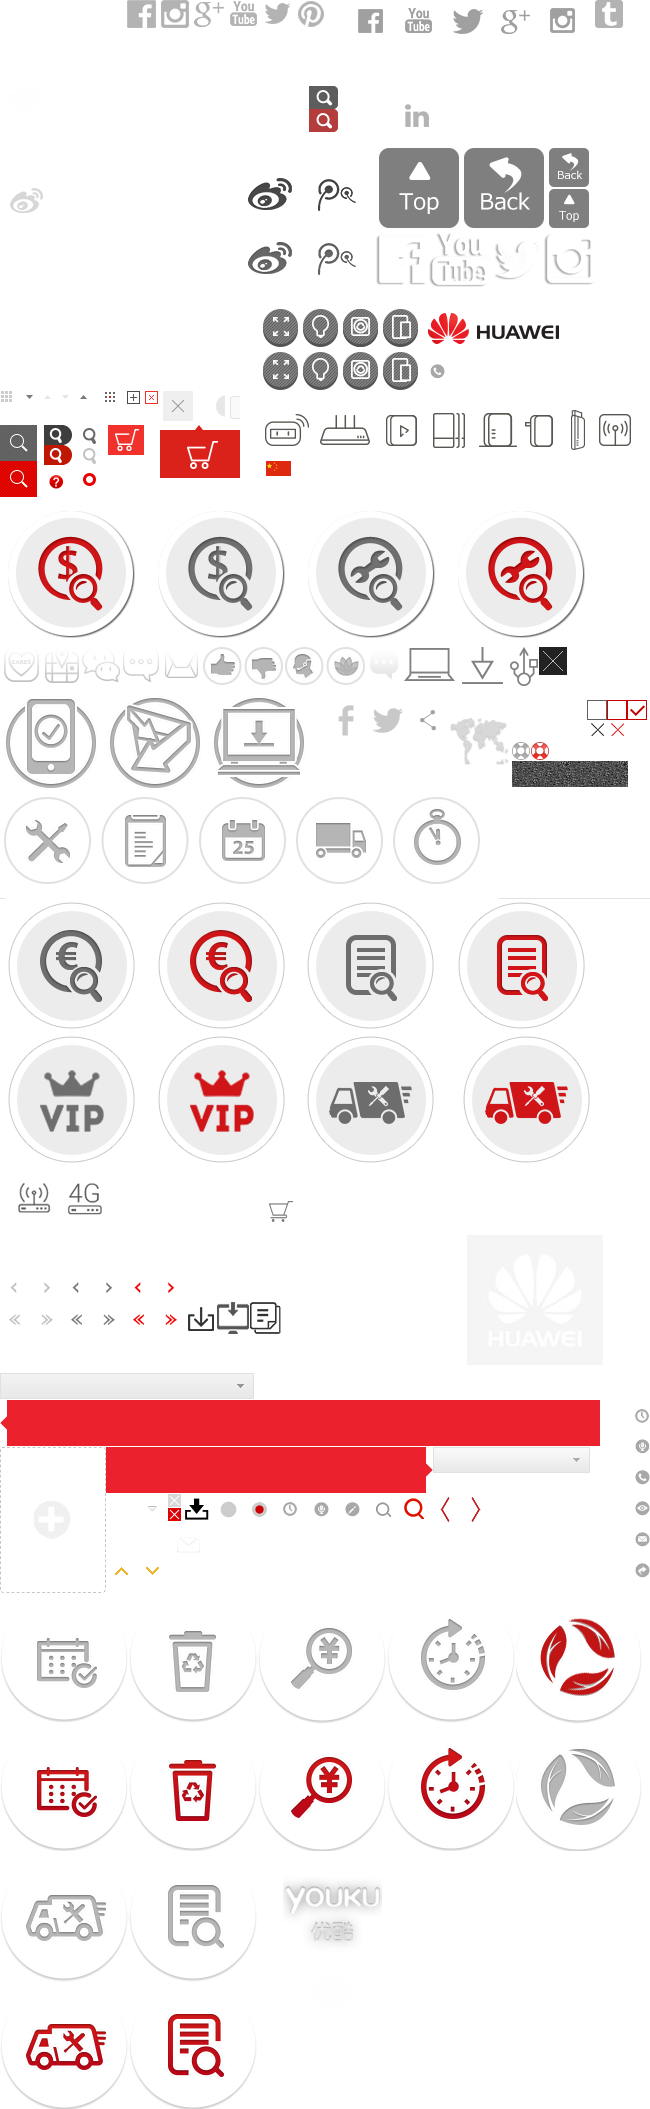 g+
You
Tube
You
Tube
g+
t
in
Top
Back
Back
Top
You
Tube
HUAWEI
?
$
$
CARES
25
€
€
VIP
VIP
4G
HUAWEI
¥
¥
YOUKU
优酷